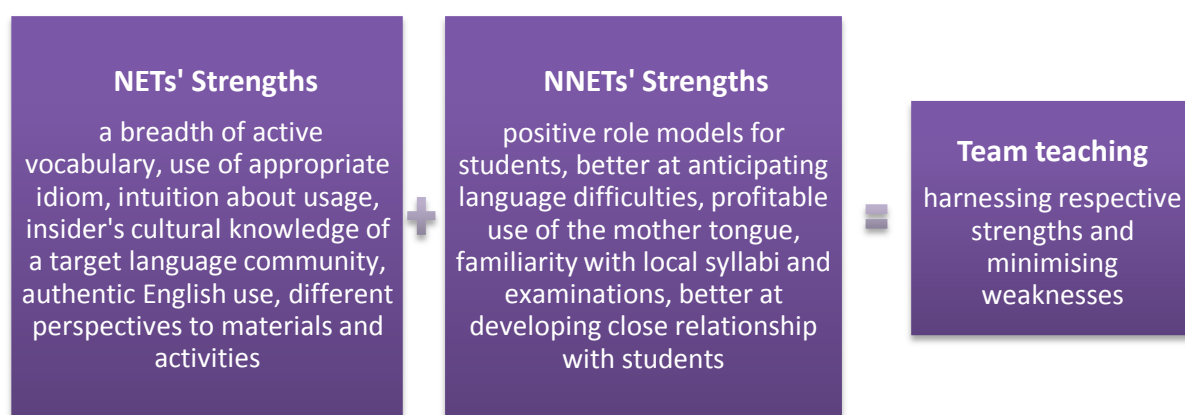 NETs' Strengths
a breadth of active
vocabulary, use of appropriate
idiom, intuition about usage,
insider's cultural knowledge of
a target language community,
authentic English use, different
perspectives to materials and
activities
+
NNETs' Strengths
positive role models for
students, better at anticipating
language difficulties, profitable
use of the mother tongue,
familiarity with local syllabi and
examinations, better at
developing close relationship
with students
=
Team teaching
harnessing respective
strengths and
minimising
weaknesses